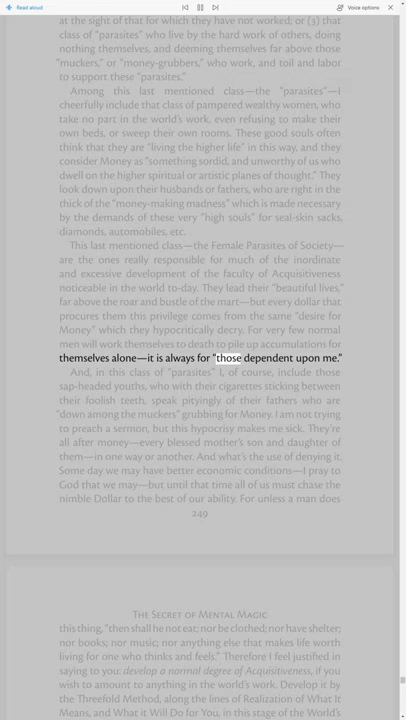 Read aloud
Voice options
at the sight of that for which they have not worked; or (3) that
class of “parasites” who live by the hard work of others, doing
nothing themselves, and deeming themselves far above those
“muckers,” or “money-grubbers,” who work, and toil and labor
to support these “parasites.”
Among this last mentioned class—the “parasites”—I
cheerfully include that class of pampered wealthy women, who
take no part in the world’s work, even refusing to make their
own beds, or sweep their own rooms. These good souls often
think that they are “living the higher life” in this way, and they
consider Money as “something sordid, and unworthy of us who
dwell on the higher spiritual or artistic planes of thought.” They
look down upon their husbands or fathers, who are right in the
thick of the “money-making madness” which is made necessary
by the demands of these very “high souls” for seal-skin sacks,
diamonds, automobiles, etc.
This last mentioned class—the Female Parasites of Society—
are the ones really responsible for much of the inordinate
and excessive development of the faculty of Acquisitiveness
noticeable in the world to-day. They lead their “beautiful lives,”
far above the roar and bustle of the mart—but every dollar that
procures them this privilege comes from the same “desire for
Money” which they hypocritically decry. For very few normal
men will work themselves to death to pile up accumulations for
themselves alone—it is always for “those dependent upon me.”
And, in this class of “parasites” I, of course, include those
sap-headed youths, who with their cigarettes sticking between
their foolish teeth, speak pityingly of their fathers who are
“down among the muckers” grubbing for Money. I am not trying
to preach a sermon, but this hypocrisy makes me sick. They’re
all after money—every blessed mother’s son and daughter of
them—in one way or another. And what’s the use of denying it.
Some day we may have better economic conditions—I pray to
God that we may—but until that time all of us must chase the
nimble Dollar to the best of our ability. For unless a man does
249
The Secret of Mental Magic
this thing, “then shall he not eat; nor be clothed; nor have shelter;
nor books; nor music; nor anything else that makes life worth
living for one who thinks and feels.” Therefore I feel justified in
saying to you: develop a normal degree of Acquisitiveness, if you
wish to amount to anything in the world’s work. Develop it by
the Threefold Method, along the lines of Realization of What It
Means, and What it Will Do for You, in this stage of the World’s